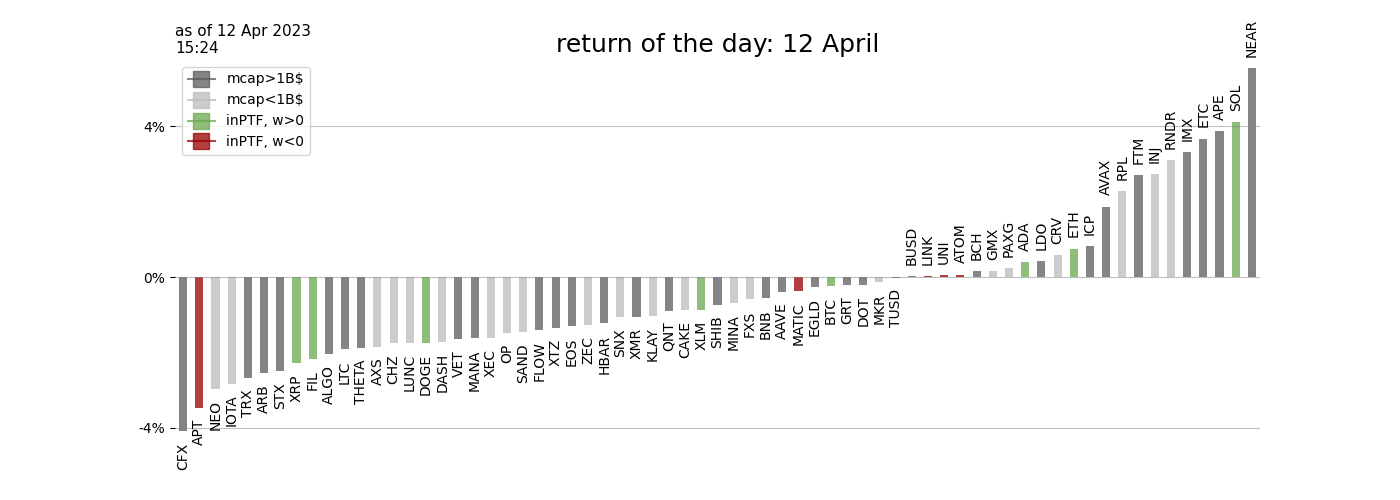 as of 12 Apr 2023
15:24
return of the day: 12 April
mcap>1B$
mcap<1B$
inPTF, w>0
inPTF, w<0
4%
0%
-4%
CFX
APT
NEO
IOTA
TRX
ARB
STX
XRP
FIL
ALGO
LTC
THETA
AXS
CHZ
LUNC
DOGE
DASH
VET
MANA
XEC
OP
SAND
FLOW
XTZ
EOS
ZEC
HBAR
SNX
XMR
KLAY
QNT
CAKE
XLM
SHIB
MINA
FXS
BNB
AAVE
MATIC
EGLD
BTC
GRT
DOT
MKR
TUSD
BUSD
LINK
UNI
ATOM
BCH
GMX
PAXG
ADA
LDO
CRV
ETH
ICP
AVAX
RPL
FTM
INJ
RNDR
IMX
ETC
APE
SOL
NEAR